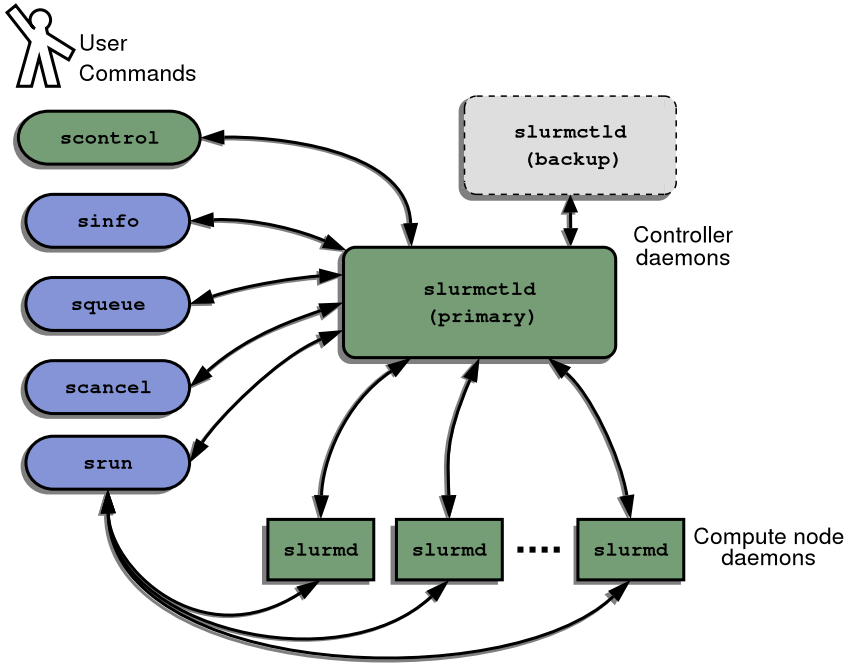 User
Commands
scontrol
slurmctld
(backup)
sinfo
Controller
daemons
slurmctld
(primary)
squeue
scancel
srun
slurmd
slurmd
slurmd
Compute node
daemons